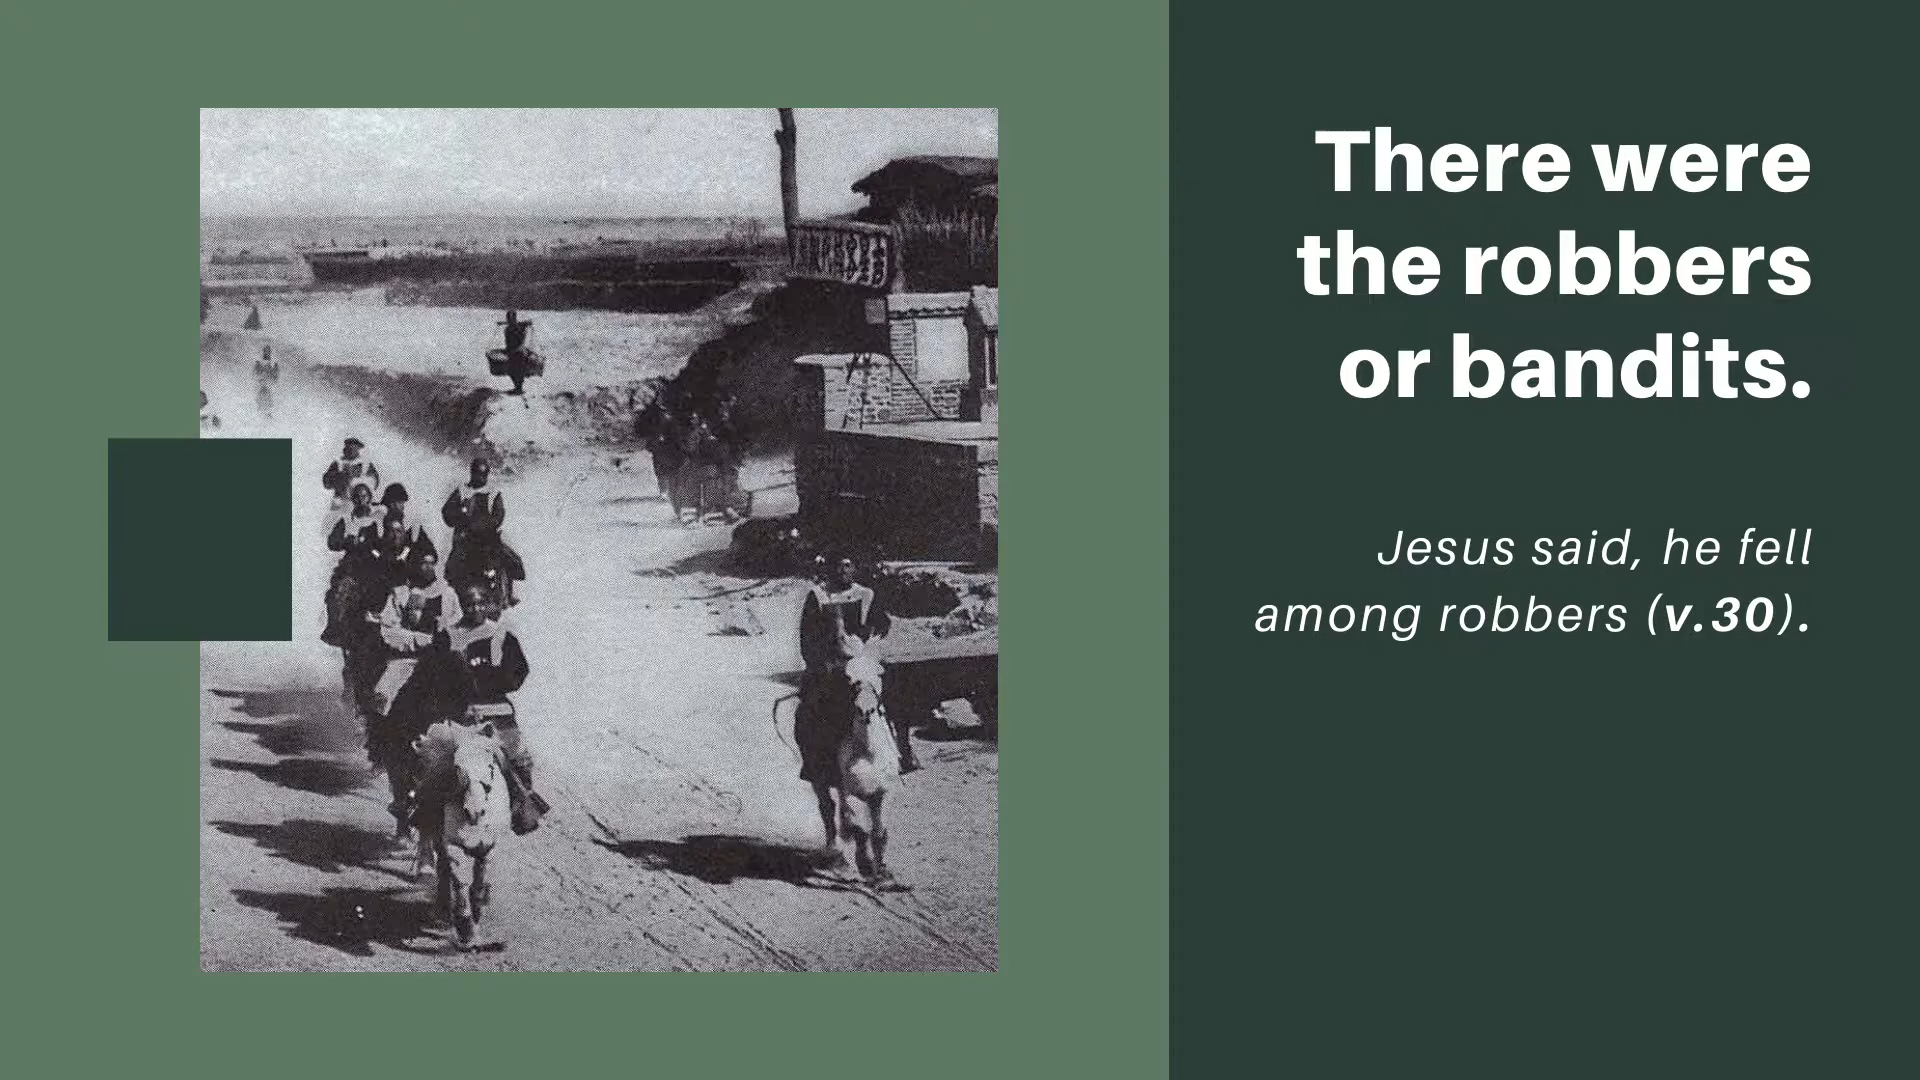 There were
the robbers
or bandits.
Jesus said, he fell
among robbers (v.30).